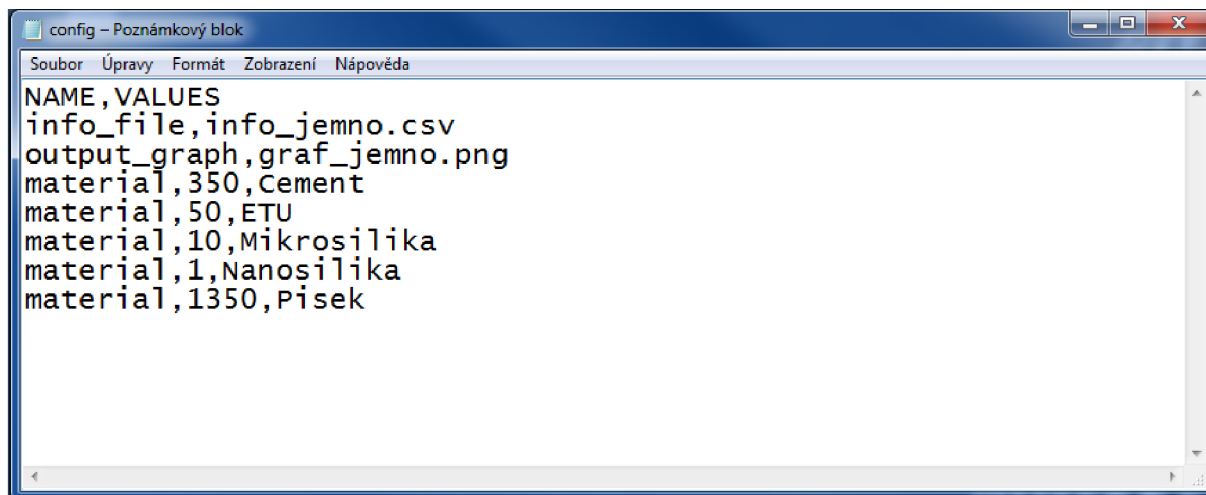 config – Poznámkový blok
Soubor Úpravy Formát Zobrazení Nápověda
NAME,VALUES
info_file,info_jemno.csv
output_graph,graf_jemno.png
material,350,Cement
material,50,ETU
material,10,Mikrosilika
material,1,Nanosilika
material,1350,Pisek